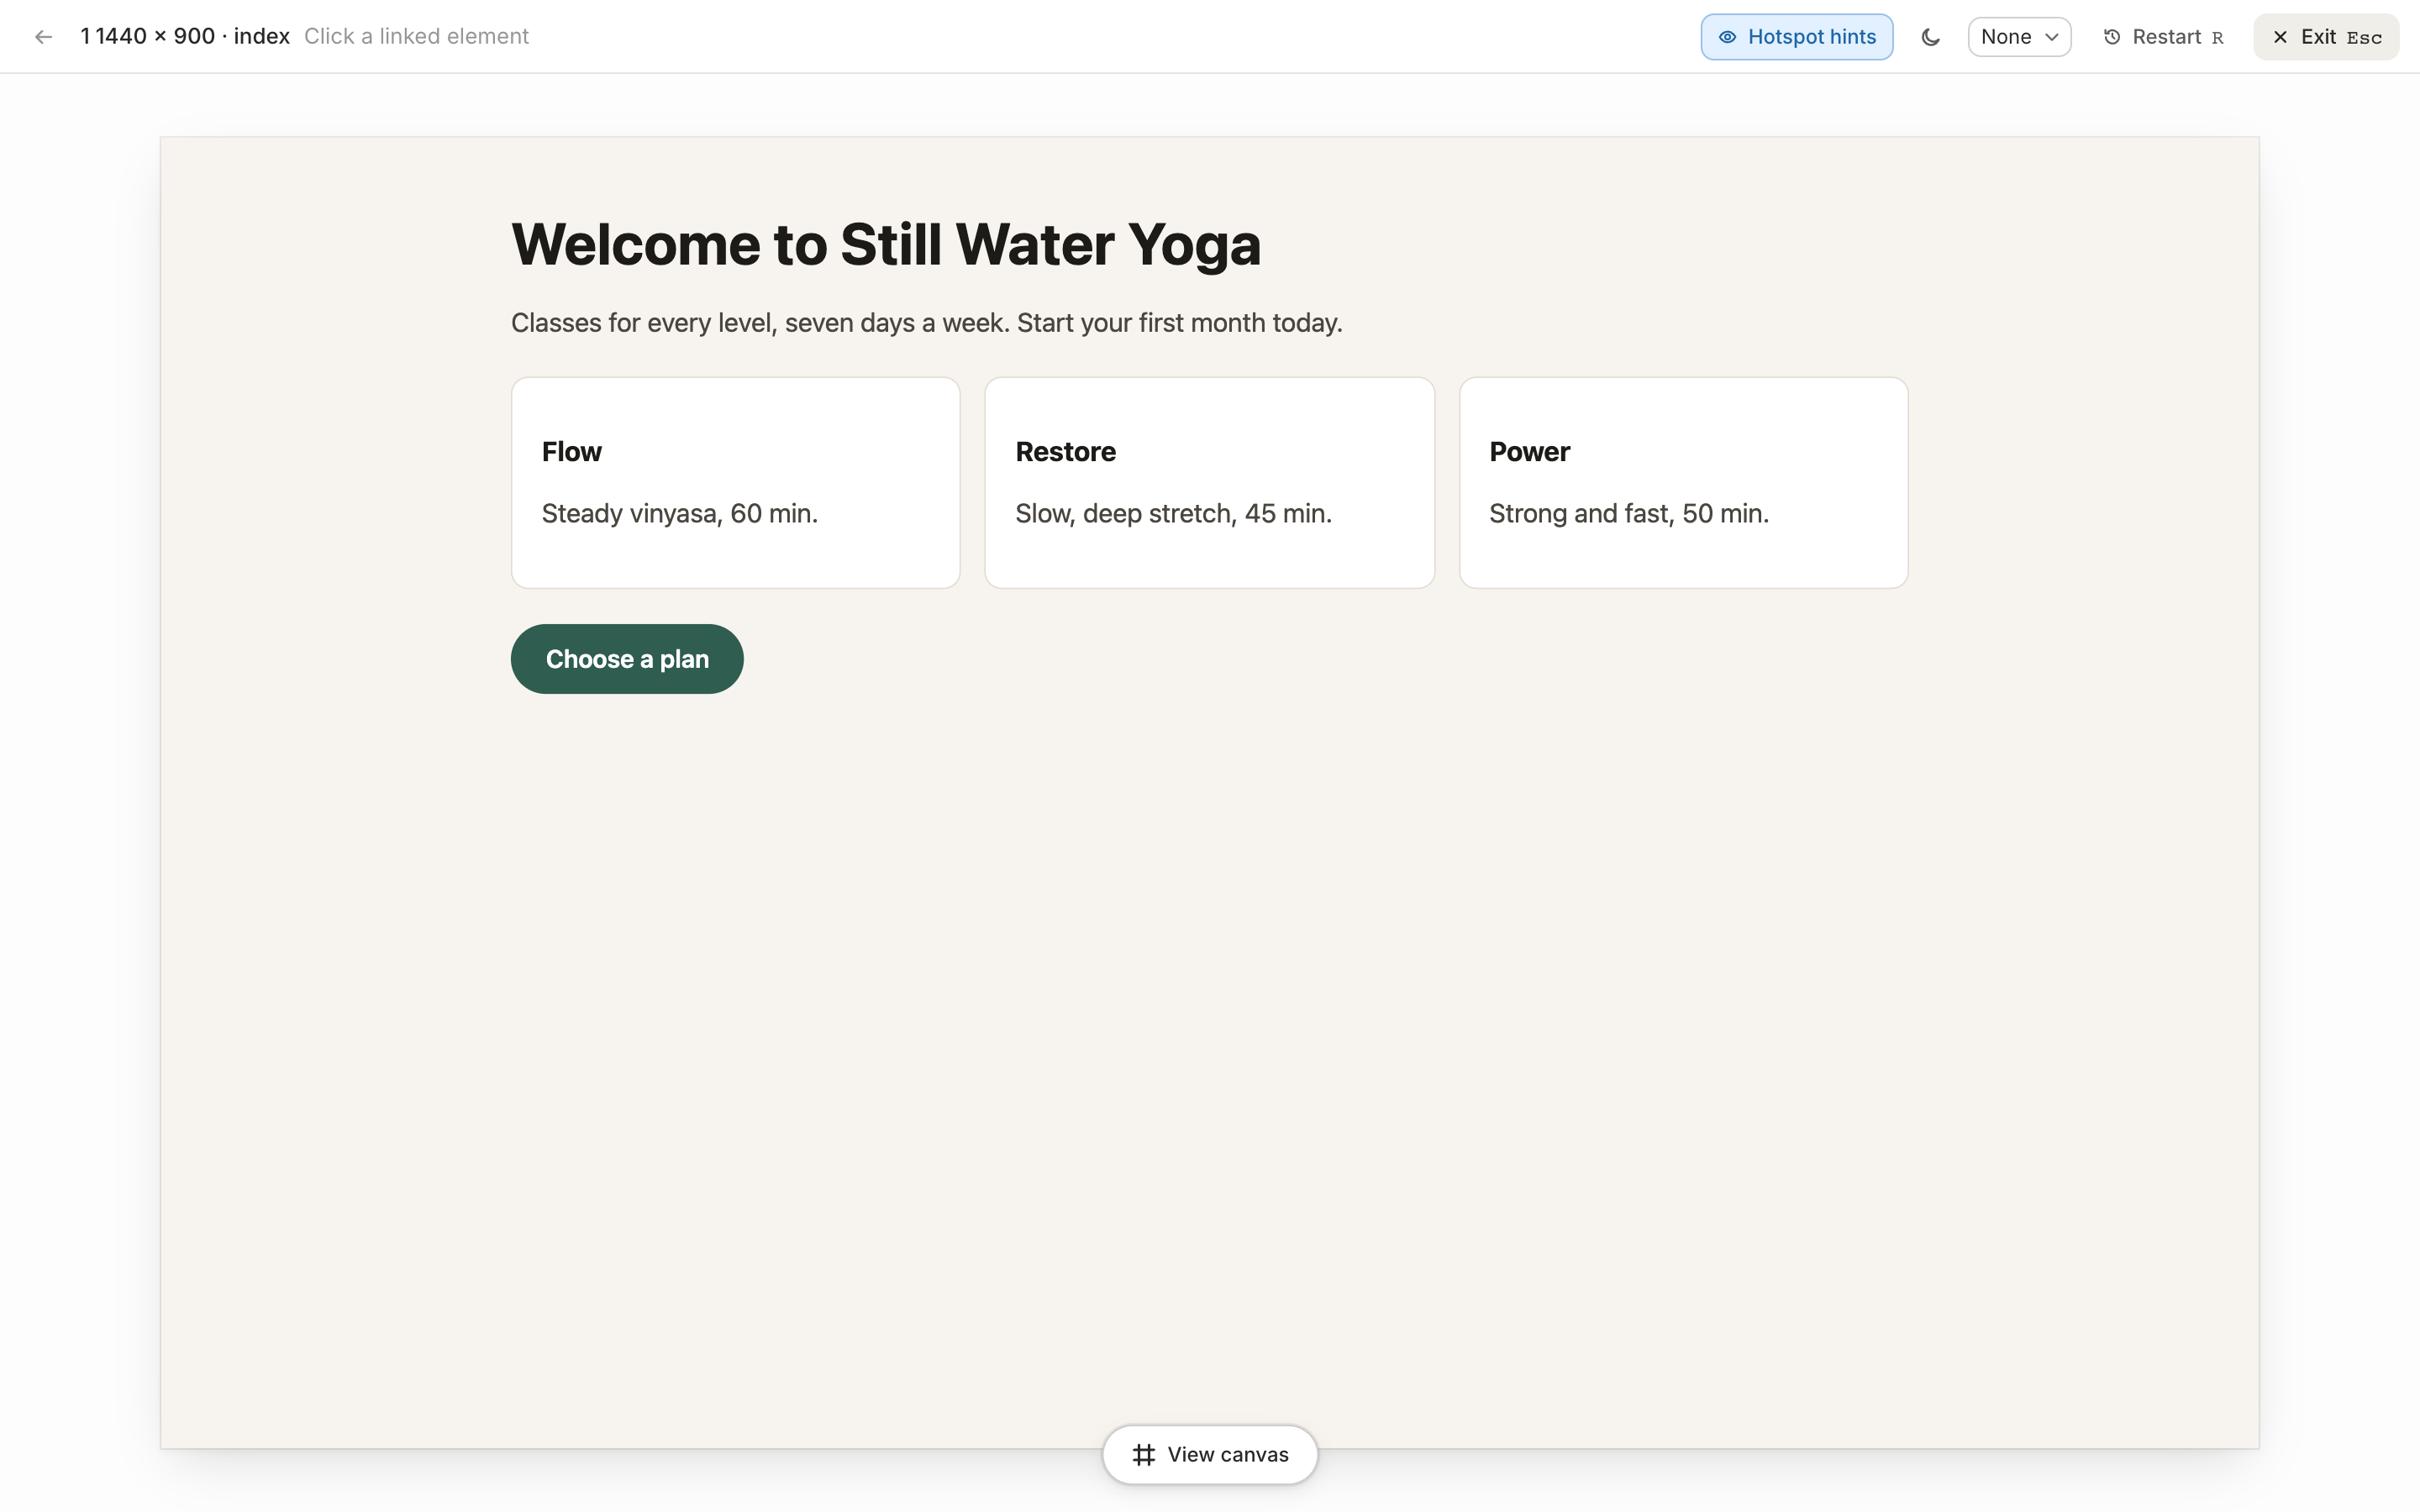 1 1440 × 900 · index Click a linked element
Hotspot hints
None
Restart R
Exit Esc
Welcome to Still Water Yoga
Classes for every level, seven days a week. Start your first month today.
Flow
Steady vinyasa, 60 min.
Restore
Slow, deep stretch, 45 min.
Power
Strong and fast, 50 min.
Choose a plan
View canvas